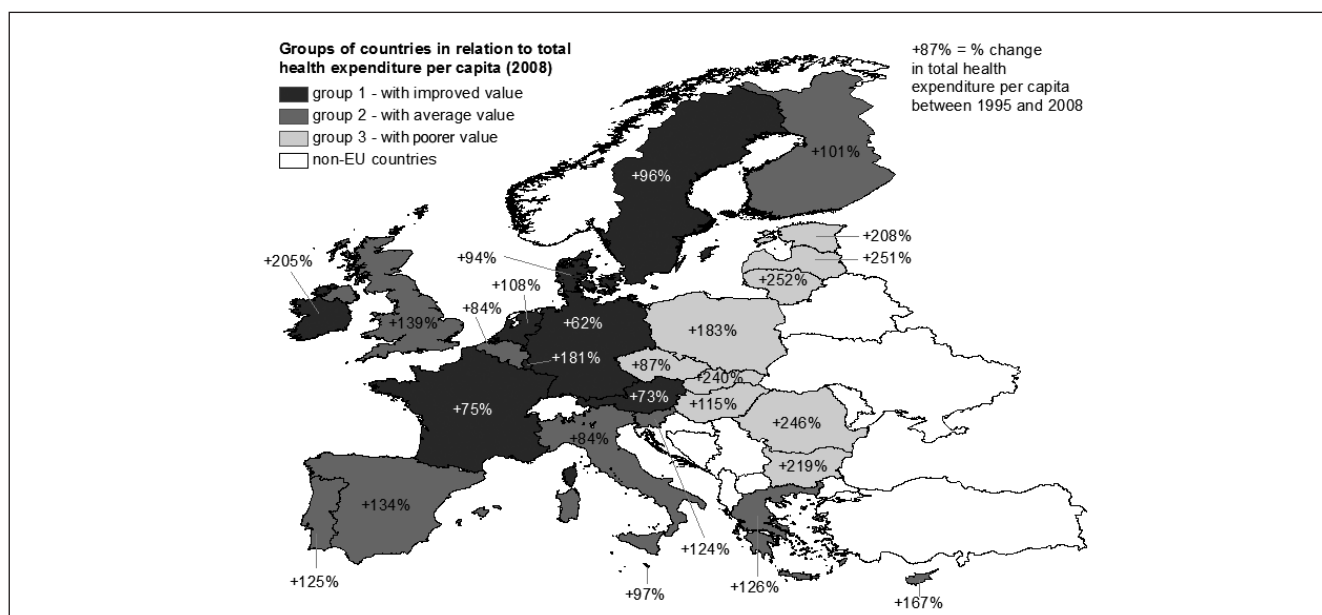 Groups of countries in relation to total
health expenditure per capita (2008)
group 1 - with improved value
group 2 - with average value
group 3 - with poorer value
non-EU countries
+87% = % change
in total health
expenditure per capita
between 1995 and 2008
+101%
+96%
+208%
+251%
+252%
+205%
+94%
+108%
+84%
+139%
+62%
+183%
+181%
+87%
+240%
+73%
+115%
+75%
+246%
+84%
+219%
+134%
+124%
+125%
+97%
+126%
+167%